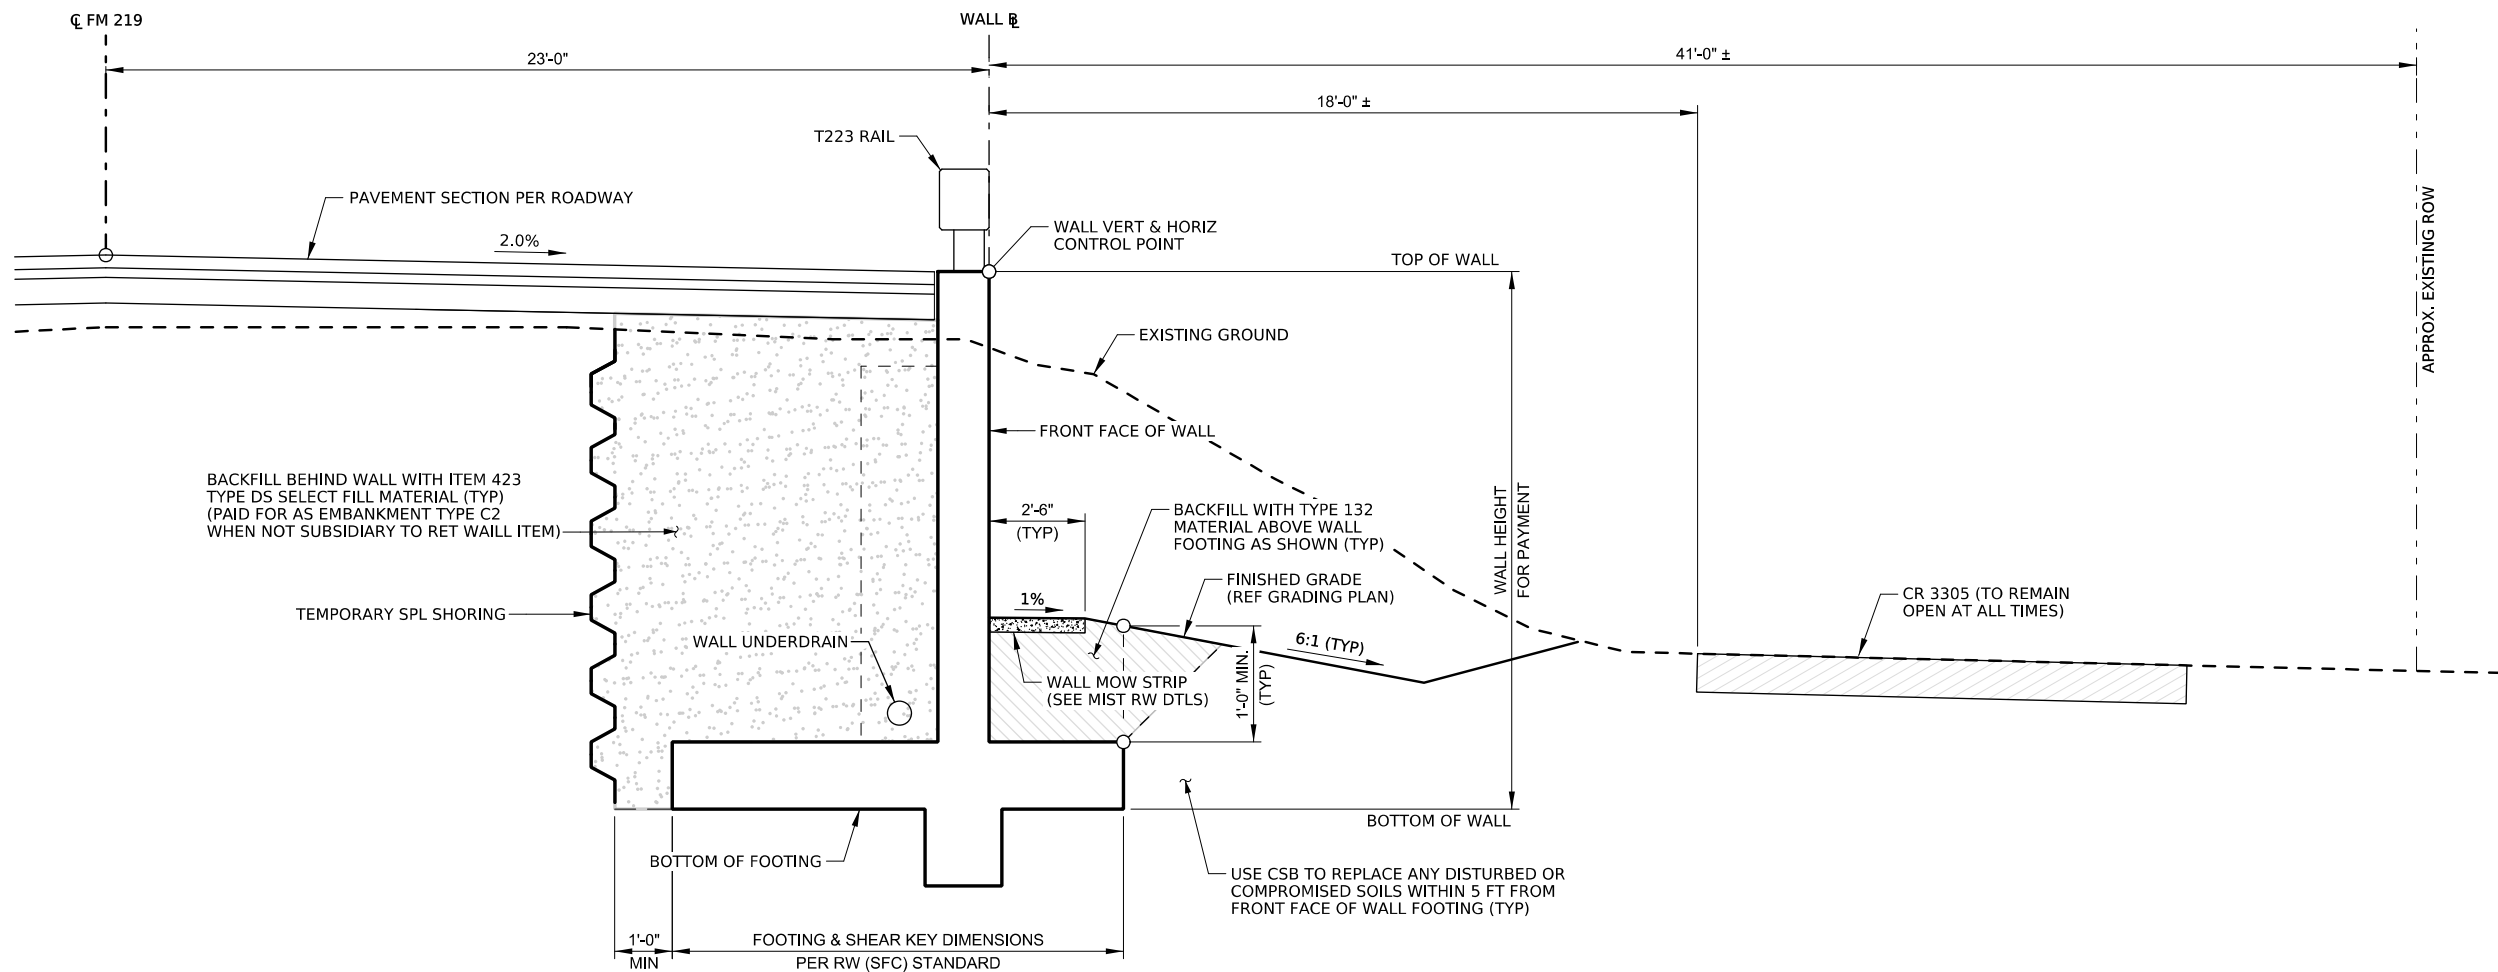 ℄ FM 219
WALL ℄
23'-0"
41'-0" ±
18'-0" ±
T223 RAIL
PAVEMENT SECTION PER ROADWAY
2.0%
WALL VERT & HORIZ
CONTROL POINT
TOP OF WALL
APPROX. EXISTING ROW
EXISTING GROUND
FRONT FACE OF WALL
BACKFILL BEHIND WALL WITH ITEM 423
TYPE DS SELECT FILL MATERIAL (TYP)
(PAID FOR AS EMBANKMENT TYPE C2
WHEN NOT SUBSIDIARY TO RET WAILL ITEM)
2'-6"
(TYP)
BACKFILL WITH TYPE 132
MATERIAL ABOVE WALL
FOOTING AS SHOWN (TYP)
WALL HEIGHT
FOR PAYMENT
FINISHED GRADE
(REF GRADING PLAN)
1%
CR 3305 (TO REMAIN
OPEN AT ALL TIMES)
TEMPORARY SPL SHORING
WALL UNDERDRAIN
6:1 (TYP)
WALL MOW STRIP
(SEE MIST RW DTLS)
1'-0" MIN.
(TYP)
BOTTOM OF WALL
BOTTOM OF FOOTING
USE CSB TO REPLACE ANY DISTURBED OR
COMPROMISED SOILS WITHIN 5 FT FROM
FRONT FACE OF WALL FOOTING (TYP)
1'-0"
MIN
FOOTING & SHEAR KEY DIMENSIONS
PER RW (SFC) STANDARD